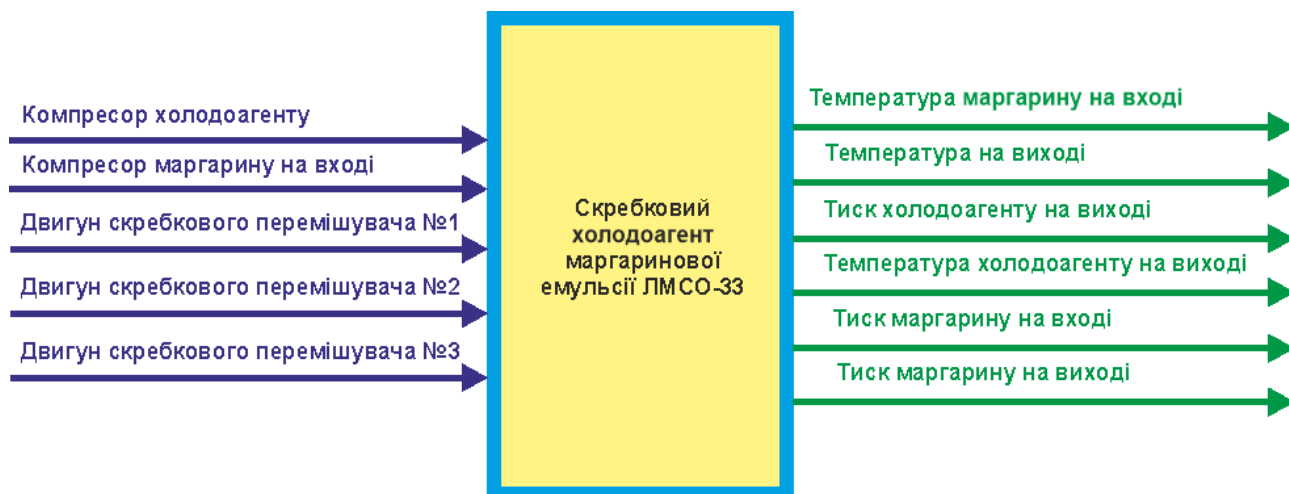 Компресор холодоагенту
Компресор маргарину на вході
Двигун скребкового перемішувача №1
Двигун скребкового перемішувача №2
Двигун скребкового перемішувача №3
Скребковий
холодоагент
маргаринової
емульсії ЛМСО-33
Температура маргарину на вході
Температура на виході
Тиск холодоагенту на виході
Температура холодоагенту на виході
Тиск маргарину на вході
Тиск маргарину на виході